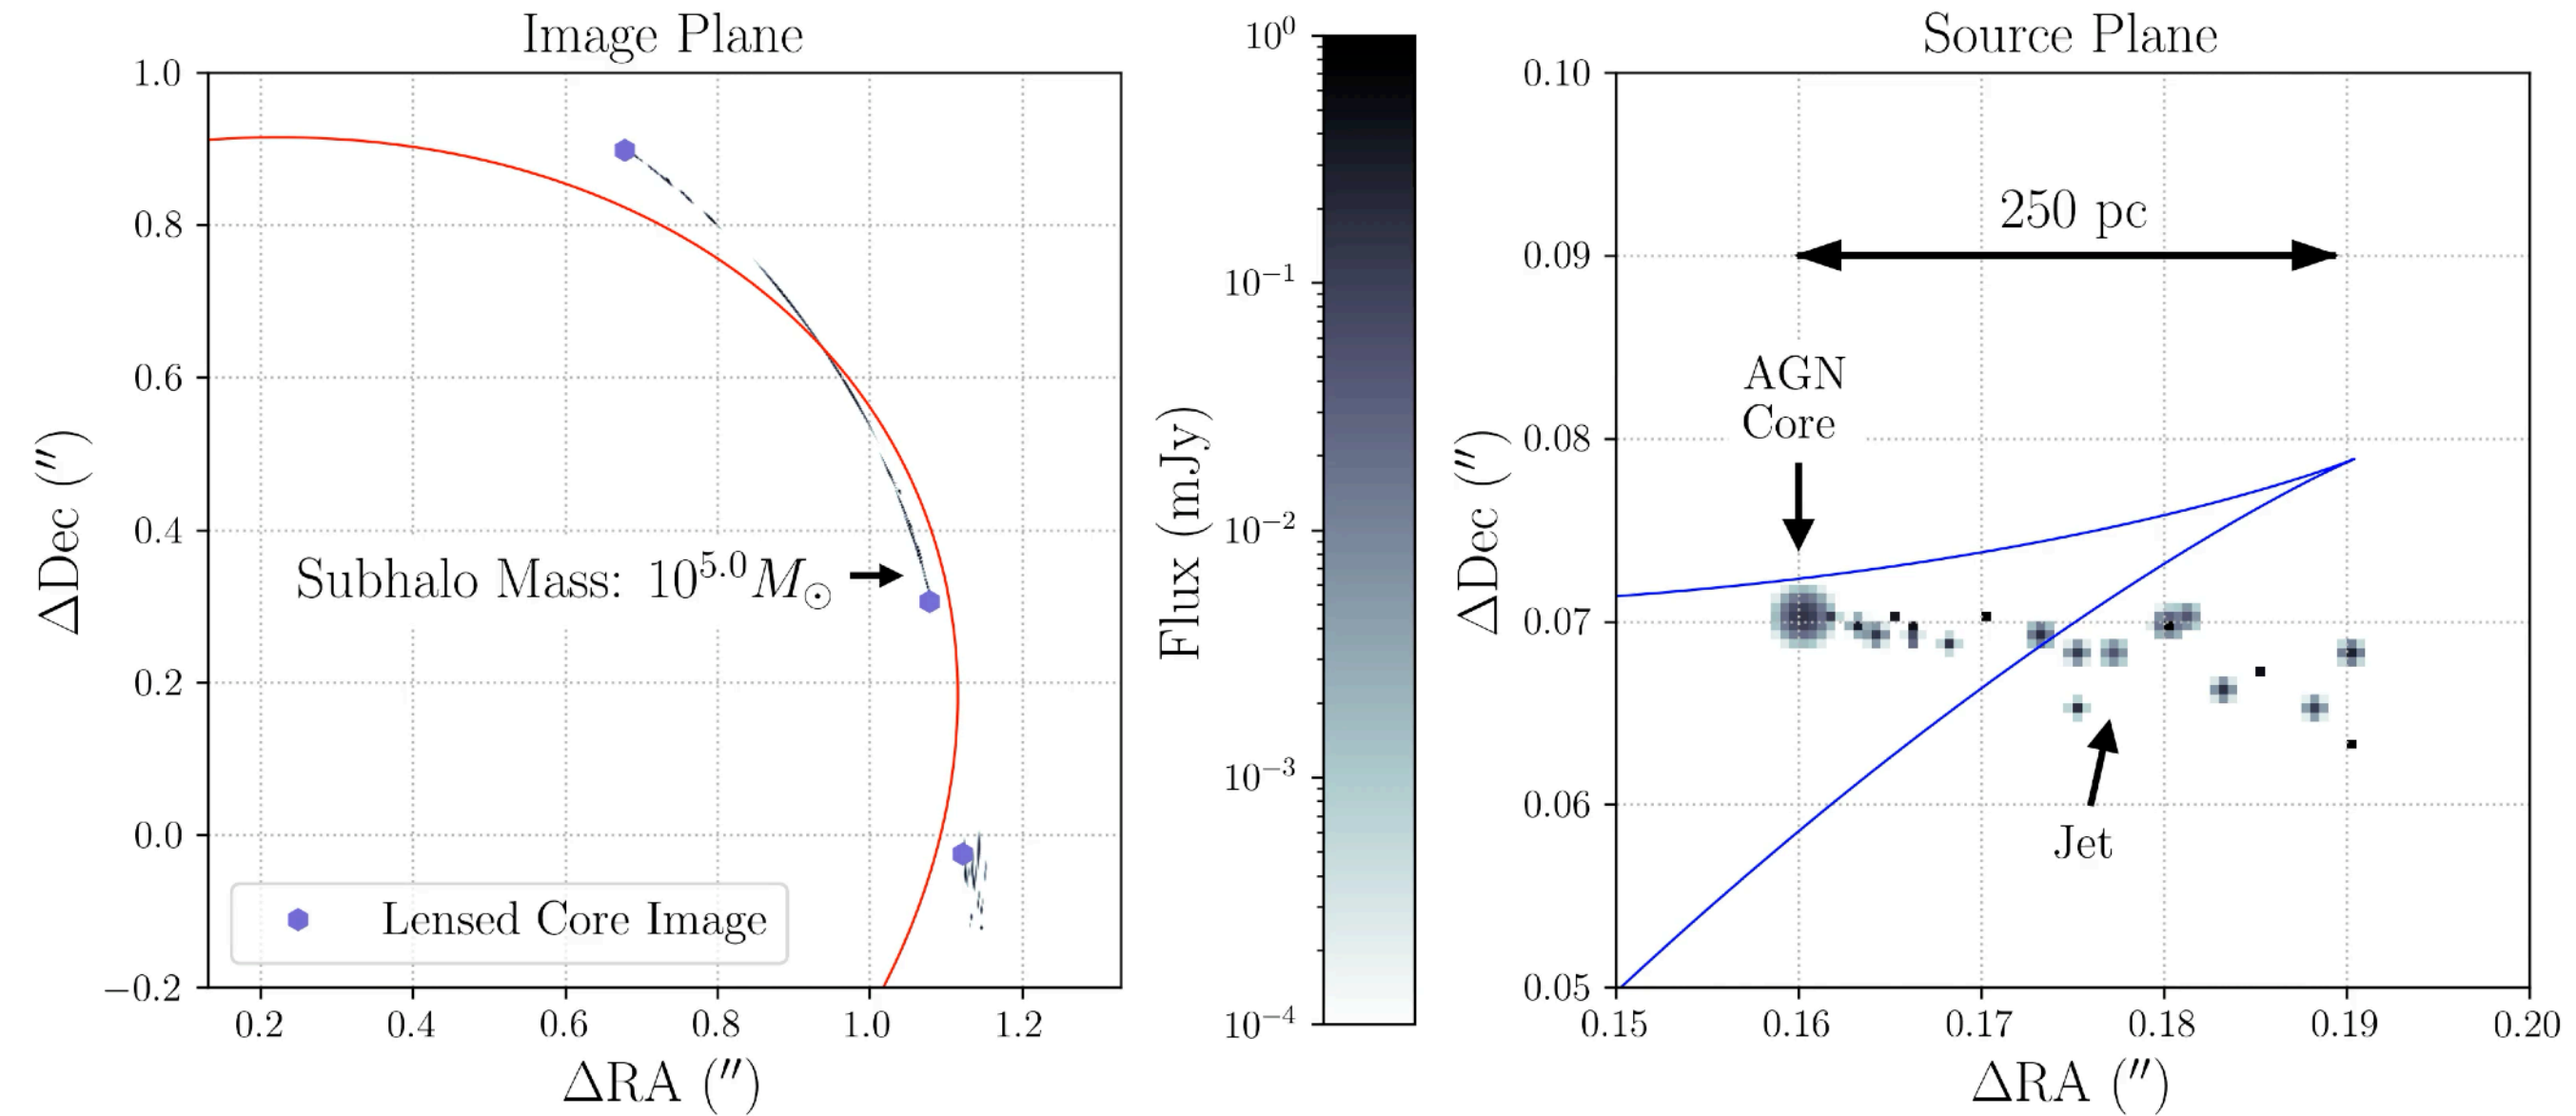 Image Plane
1.0
0.8
0.6
0.4
0.2
0.0
−0.2
ΔDec (″)
Subhalo Mass: 10^{5.0} M_⊙
Lensed Core Image
0.2 0.4 0.6 0.8 1.0 1.2
ΔRA (″)
10^0
10^{−1}
10^{−2}
10^{−3}
10^{−4}
Flux (mJy)
Source Plane
0.10
0.09
0.08
0.07
0.06
0.05
ΔDec (″)
250 pc
AGN
Core
Jet
0.15 0.16 0.17 0.18 0.19 0.20
ΔRA (″)